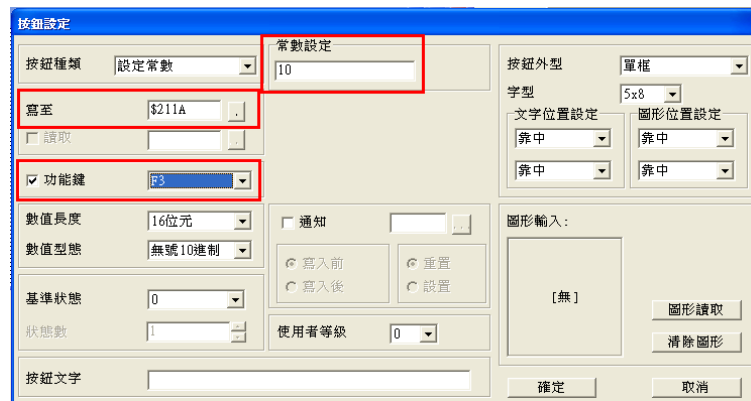 按鈕設定
按鈕種類 設定常數
常數設定
10
寫至 $211A .
讀取 .
功能鍵 F3
數值長度 16位元
數值型態 無號10進制
基準狀態 0
狀態數 1
通知 ...
寫入前 重置
寫入後 設置
使用者等級 0
按鈕文字
按鈕外型 單框
字型 5x8
文字位置設定 圖形位置設定
靠中 靠中
靠中 靠中
圖形輸入:
[無]
圖形讀取
清除圖形
確定 取消